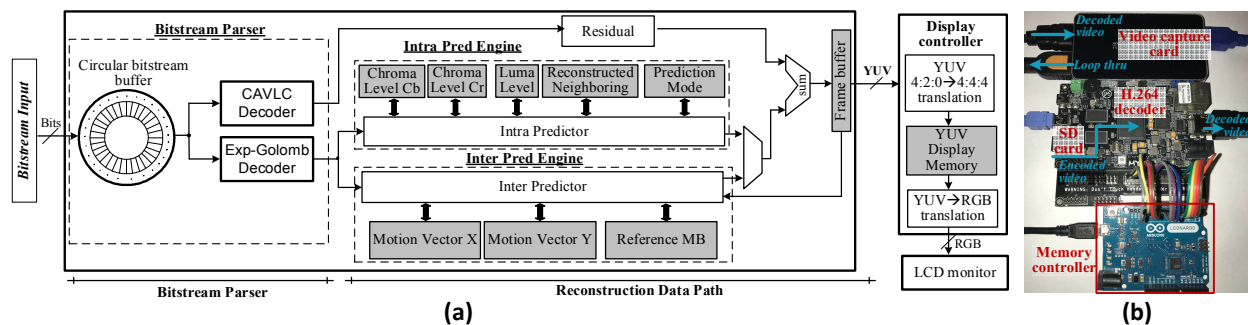 Bitstream Input
Bits
Bitstream Parser
Circular bitstream
buffer
CAVLC
Decoder
Exp-Golomb
Decoder
Residual
Intra Pred Engine
Chroma
Level Cb
Chroma
Level Cr
Luma
Level
Reconstructed
Neighboring
Prediction
Mode
Intra Predictor
Inter Pred Engine
Inter Predictor
Motion Vector X
Motion Vector Y
Reference MB
sum
Frame buffer
YUV
Display
controller
YUV
4:2:0→4:4:4
translation
YUV
Display
Memory
YUV→RGB
translation
RGB
LCD monitor
Bitstream Parser
Reconstruction Data Path
(a)
Decoded
video
Video capture
card
Loop thru
H.264
decoder
Decoded
video
SD
card
Encoded
video
Memory
controller
ARDUINO
LEONARDO
(b)